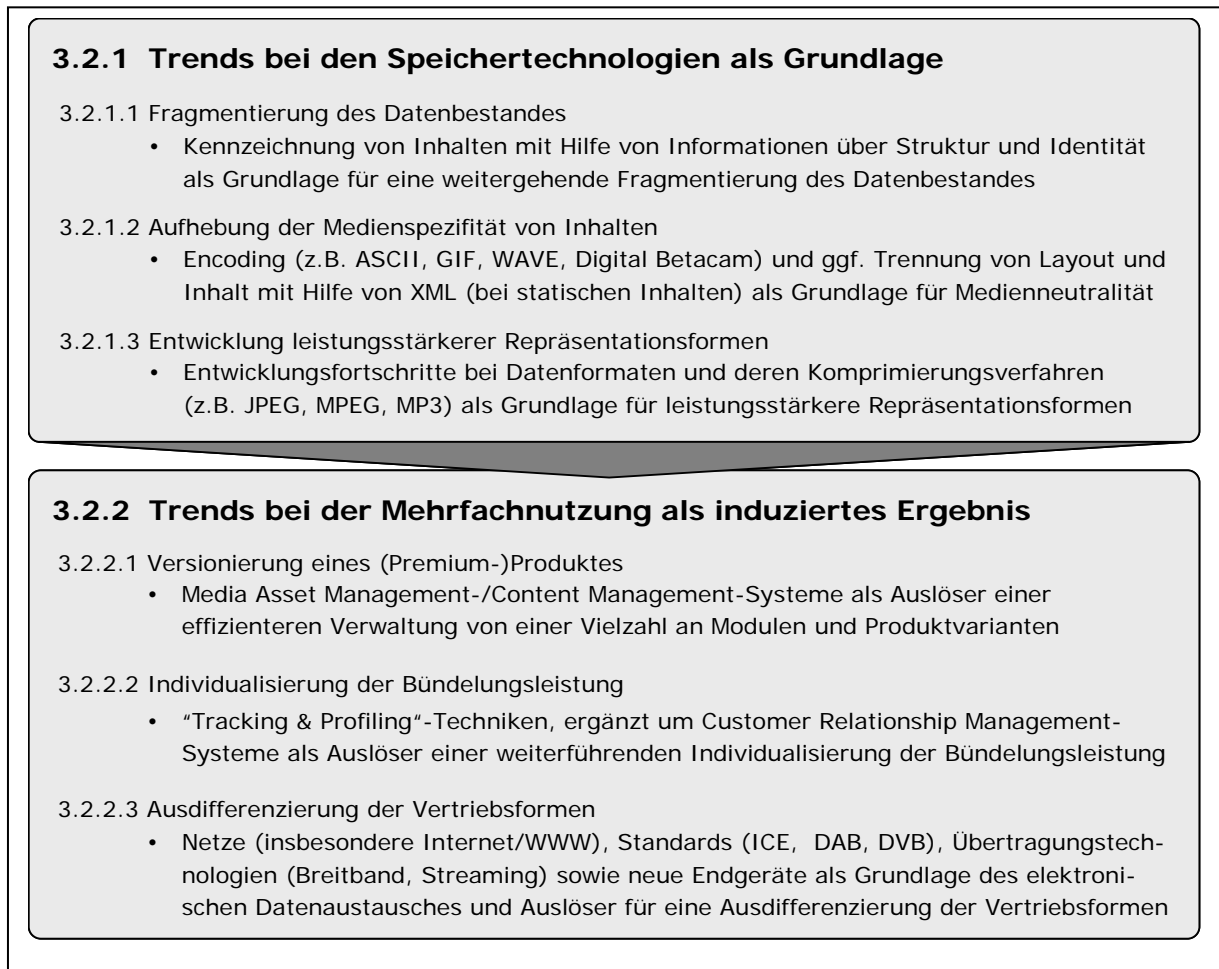 3.2.1 Trends bei den Speichertechnologien als Grundlage
3.2.1.1 Fragmentierung des Datenbestandes
• Kennzeichnung von Inhalten mit Hilfe von Informationen über Struktur und Identität
als Grundlage für eine weitergehende Fragmentierung des Datenbestandes
3.2.1.2 Aufhebung der Medienspezifität von Inhalten
• Encoding (z.B. ASCII, GIF, WAVE, Digital Betacam) und ggf. Trennung von Layout und
Inhalt mit Hilfe von XML (bei statischen Inhalten) als Grundlage für Medienneutralität
3.2.1.3 Entwicklung leistungsstärkerer Repräsentationsformen
• Entwicklungsfortschritte bei Datenformaten und deren Komprimierungsverfahren
(z.B. JPEG, MPEG, MP3) als Grundlage für leistungsstärkere Repräsentationsformen
3.2.2 Trends bei der Mehrfachnutzung als induziertes Ergebnis
3.2.2.1 Versionierung eines (Premium-)Produktes
• Media Asset Management-/Content Management-Systeme als Auslöser einer
effizienteren Verwaltung von einer Vielzahl an Modulen und Produktvarianten
3.2.2.2 Individualisierung der Bündelungsleistung
• “Tracking & Profiling“-Techniken, ergänzt um Customer Relationship Management-
Systeme als Auslöser einer weiterführenden Individualisierung der Bündelungsleistung
3.2.2.3 Ausdifferenzierung der Vertriebsformen
• Netze (insbesondere Internet/WWW), Standards (ICE, DAB, DVB), Übertragungstech-
nologien (Breitband, Streaming) sowie neue Endgeräte als Grundlage des elektroni-
schen Datenaustausches und Auslöser für eine Ausdifferenzierung der Vertriebsformen